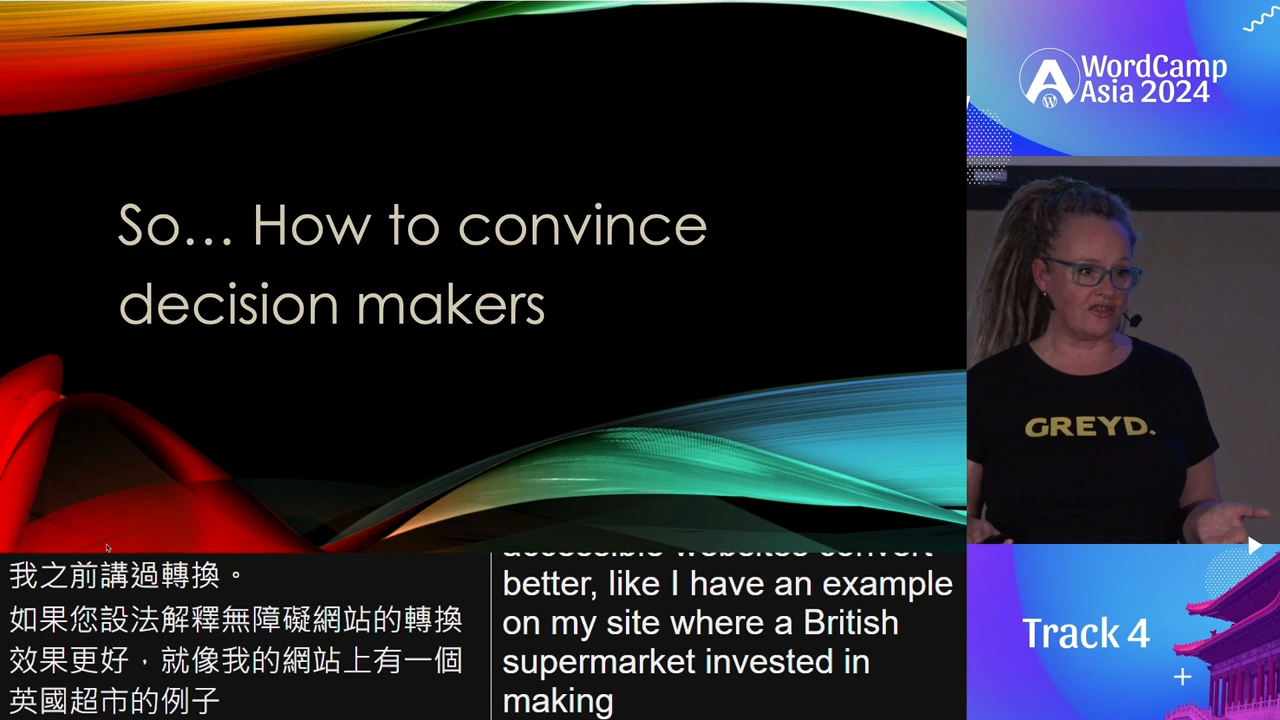 So… How to convince
decision makers
WordCamp
Asia 2024
GREYD.
我之前講過轉換。
如果您設法解釋無障礙網站的轉換
效果更好，就像我的網站上有一個
英國超市的例子
accessible websites convert
better, like I have an example
on my site where a British
supermarket invested in
making
Track 4